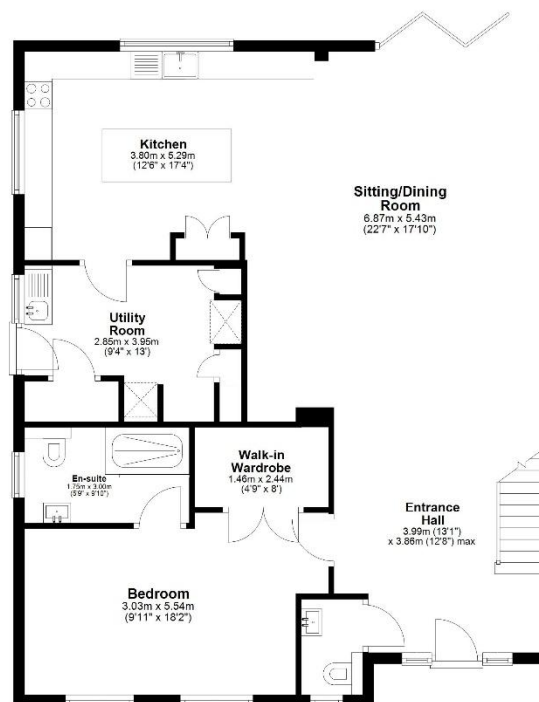 Kitchen
3.80m x 5.29m
(12'6" x 17'4")
Sitting/Dining
Room
6.87m x 5.43m
(22'7" x 17'10")
Utility
Room
2.85m x 3.95m
(9'4" x 13')
En-suite
1.75m x 3.00m
(5'9" x 9'10")
Walk-in
Wardrobe
1.46m x 2.44m
(4'9" x 8')
Entrance
Hall
3.99m (13'1")
x 3.86m (12'8") max
Bedroom
3.03m x 5.54m
(9'11" x 18'2")